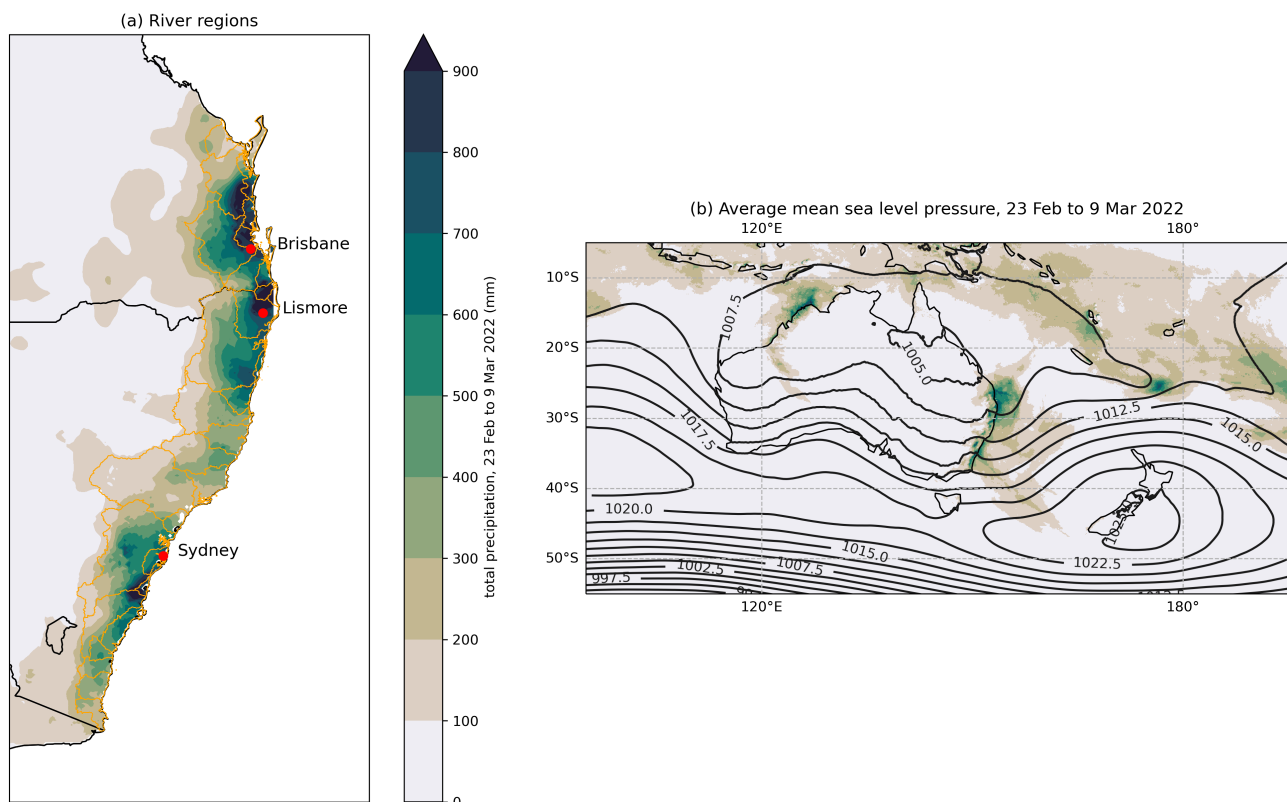 (a) River regions
Brisbane
Lismore
Sydney
900
800
700
600
500
400
300
200
100
0
total precipitation, 23 Feb to 9 Mar 2022 (mm)
(b) Average mean sea level pressure, 23 Feb to 9 Mar 2022
120°E
180°
10°S
20°S
30°S
40°S
50°S
1007.5
1005.0
1017.5
1012.5
1015.0
1020.0
1015.0
1022.5
1002.5
1007.5
997.5
120°E
180°